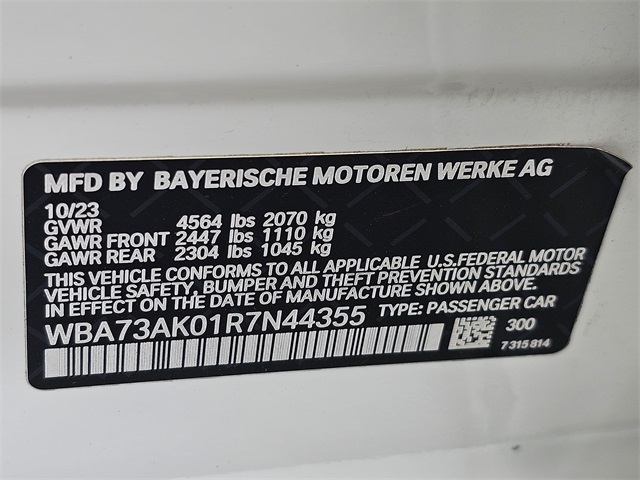 MFD BY BAYERISCHE MOTOREN WERKE AG
10/23
GVWR 4564 lbs 2070 kg
GAWR FRONT 2447 lbs 1110 kg
GAWR REAR 2304 lbs 1045 kg
THIS VEHICLE CONFORMS TO ALL APPLICABLE U.S.FEDERAL MOTOR
VEHICLE SAFETY, BUMPER AND THEFT PREVENTION STANDARDS
IN EFFECT ON THE DATE OF MANUFACTURE SHOWN ABOVE.
WBA73AK01R7N44355 TYPE: PASSENGER CAR
300
7 315 814